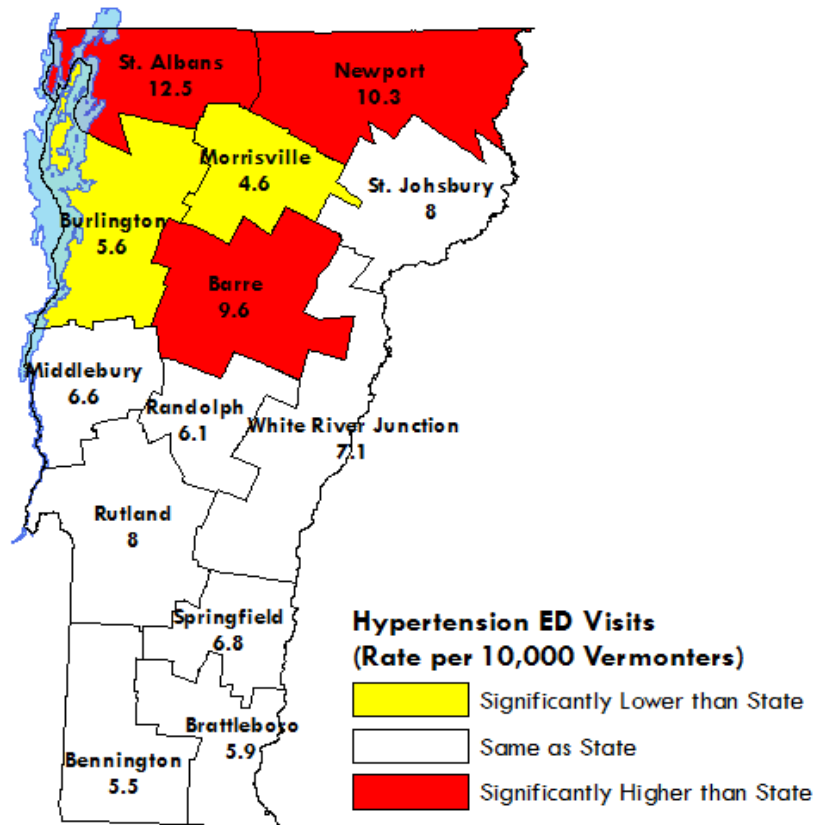 St. Albans
12.5
Newport
10.3
Morrisville
4.6
St. Johsbury
8
Burlington
5.6
Barre
9.6
Middlebury
6.6
Randolph
6.1
White River Junction
7.1
Rutland
8
Springfield
6.8
Brattleboro
5.9
Bennington
5.5
Hypertension ED Visits
(Rate per 10,000 Vermonters)
Significantly Lower than State
Same as State
Significantly Higher than State